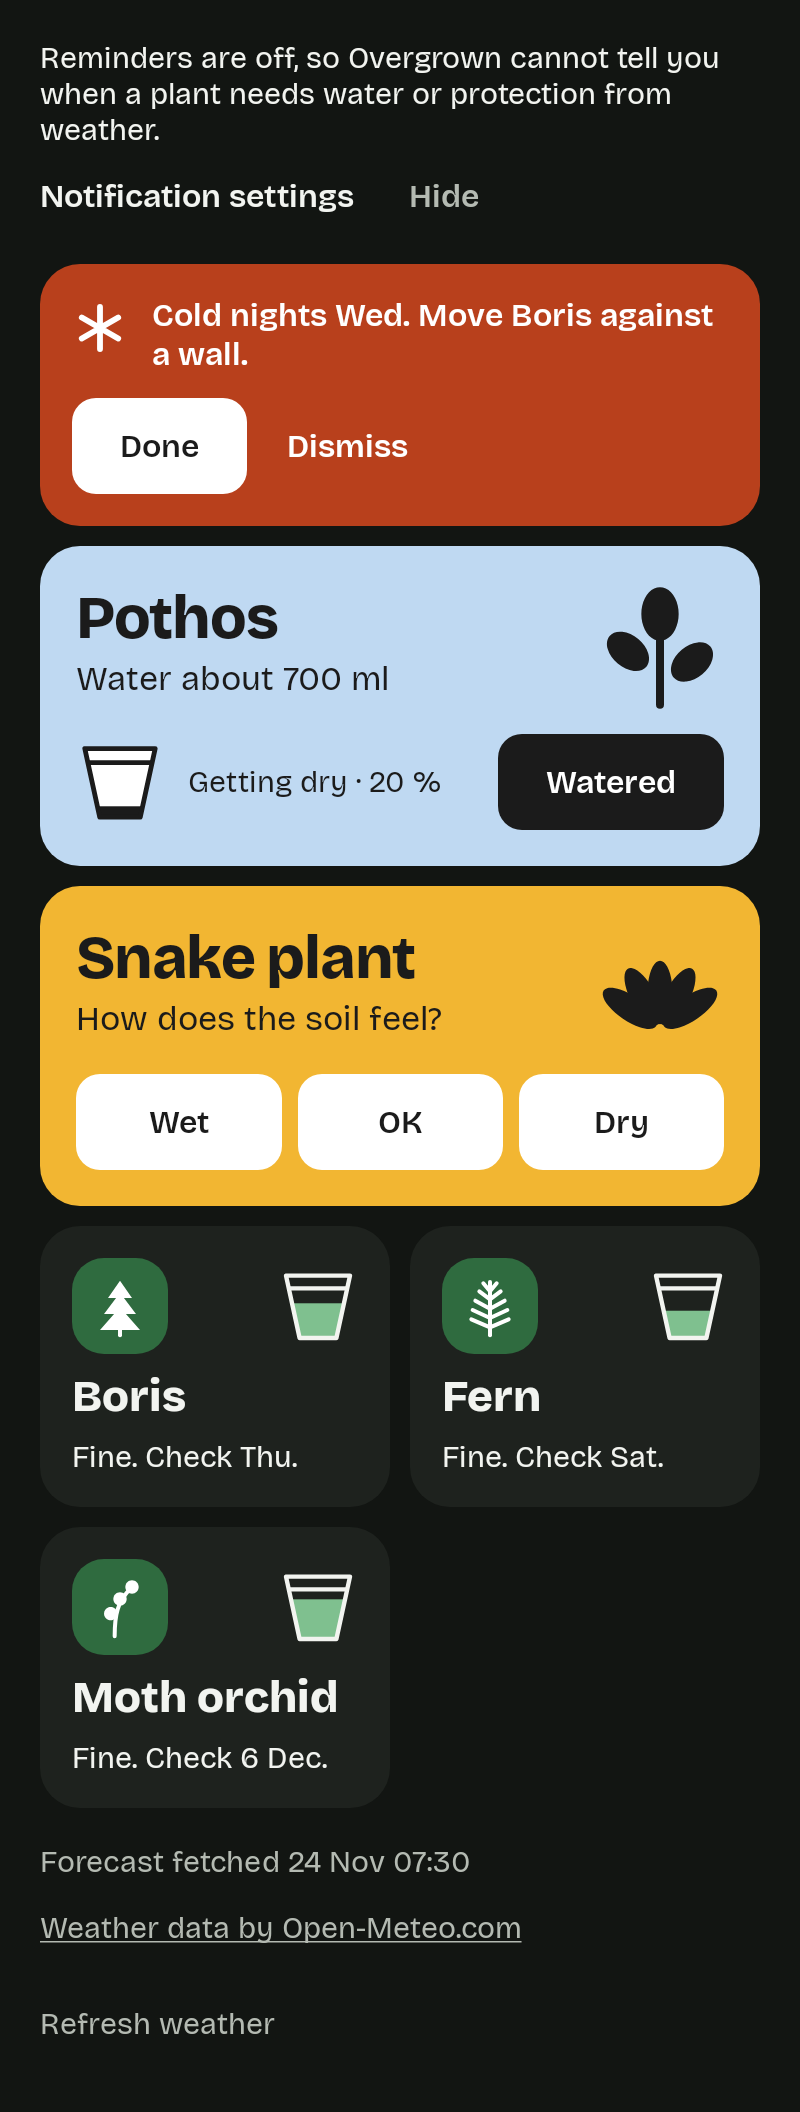 Reminders are off, so Overgrown cannot tell you
when a plant needs water or protection from
weather.
Notification settings
Hide
Cold nights Wed. Move Boris against
a wall.
Done
Dismiss
Pothos
Water about 700 ml
Getting dry · 20 %
Watered
Snake plant
How does the soil feel?
Wet
OK
Dry
Boris
Fine. Check Thu.
Fern
Fine. Check Sat.
Moth orchid
Fine. Check 6 Dec.
Forecast fetched 24 Nov 07:30
Weather data by Open-Meteo.com
Refresh weather